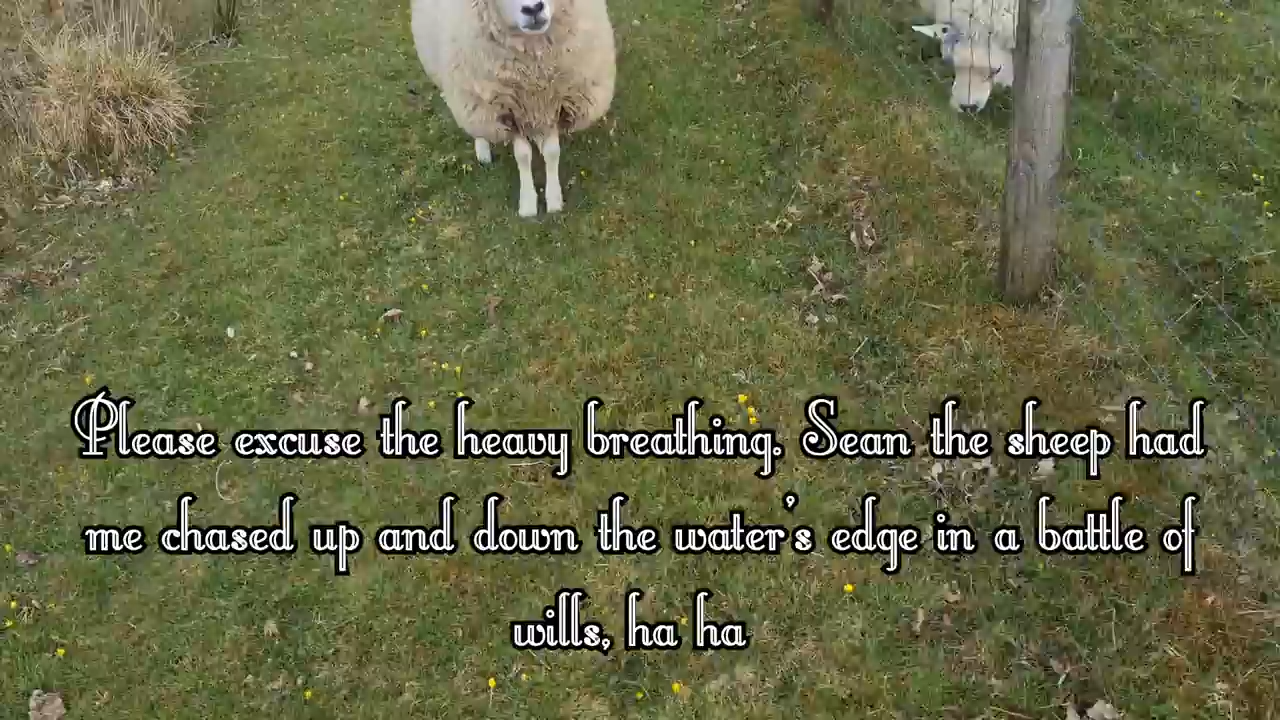 Please excuse the heavy breathing. Sean the sheep had
me chased up and down the water's edge in a battle of
wills, ha ha